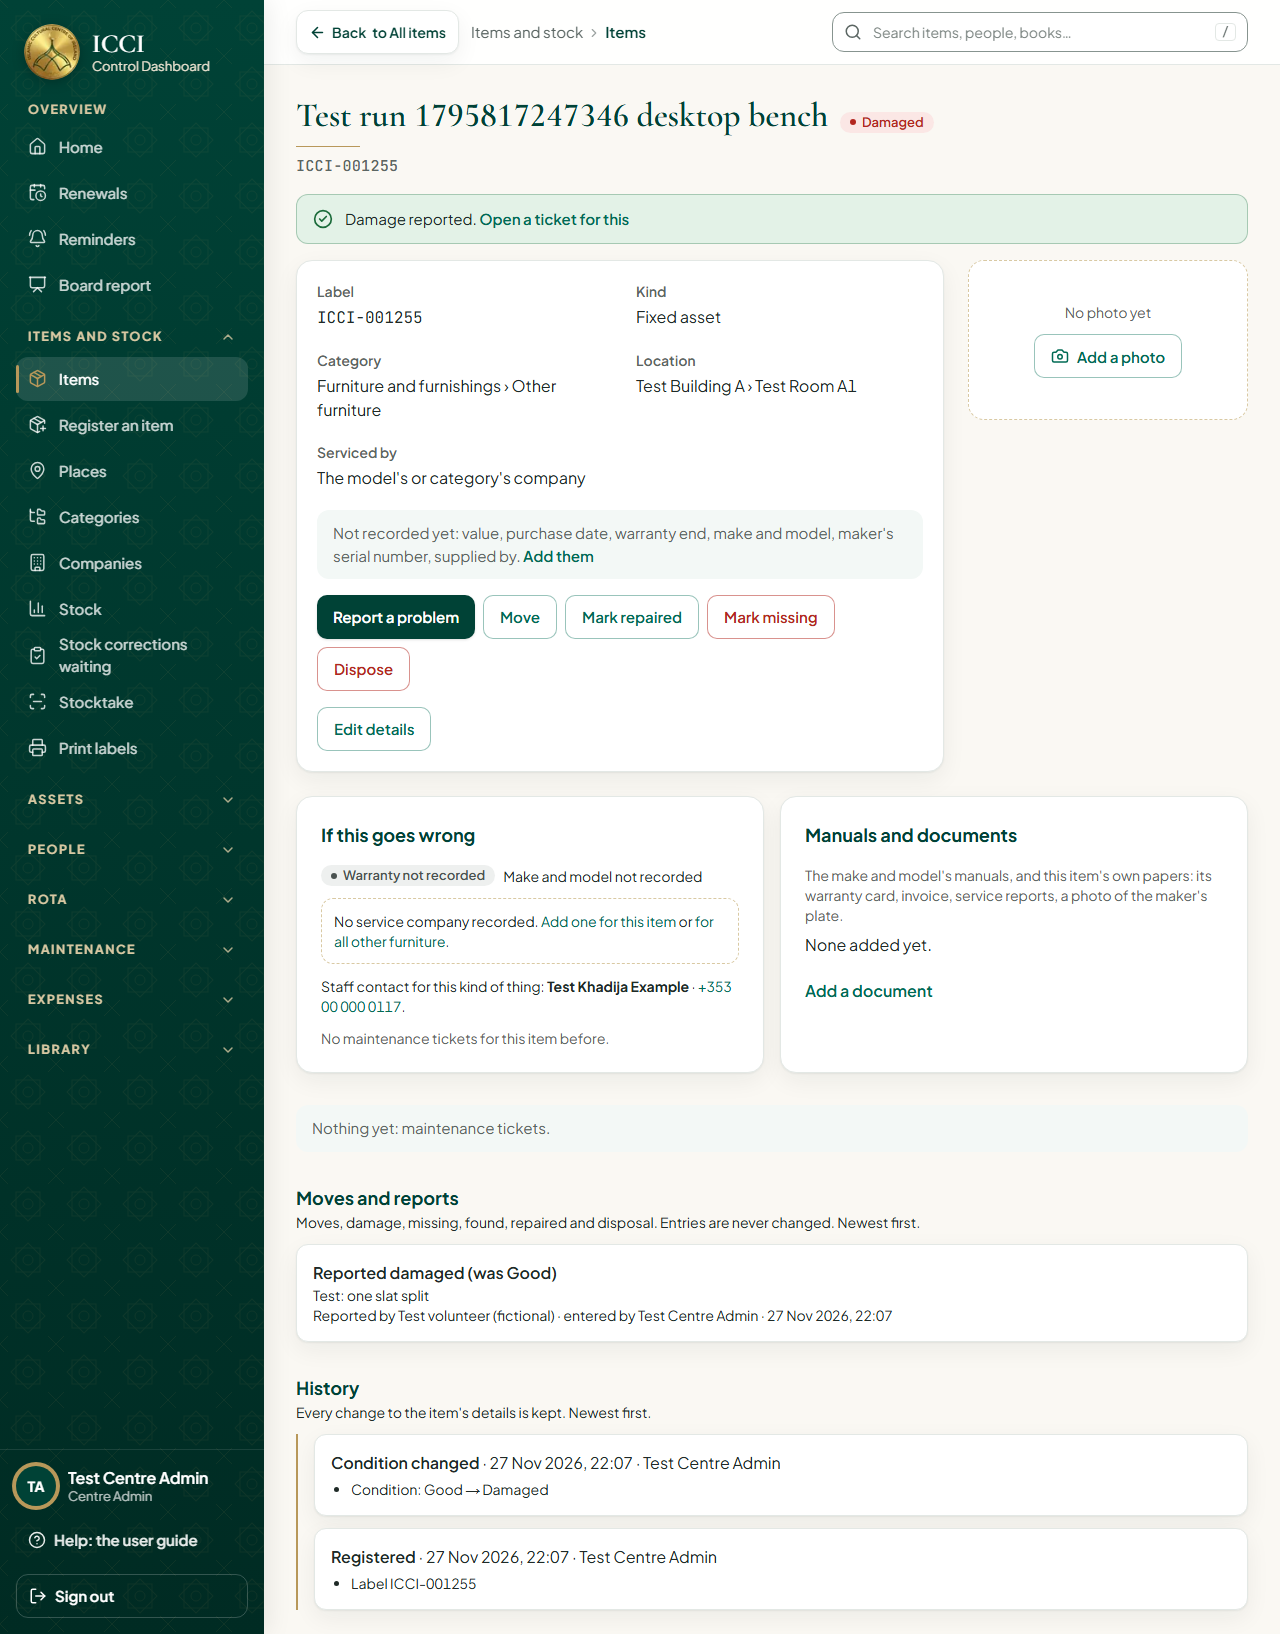 ICCI
Control Dashboard
OVERVIEW
Home
Renewals
Reminders
Board report
ITEMS AND STOCK
Items
Register an item
Places
Categories
Companies
Stock
Stock corrections
waiting
Stocktake
Print labels
ASSETS
PEOPLE
ROTA
MAINTENANCE
EXPENSES
LIBRARY
TA
Test Centre Admin
Centre Admin
Help: the user guide
Sign out
Back to All items
Items and stock › Items
Search items, people, books…
/
Test run 1795817247346 desktop bench
Damaged
ICCI-001255
Damage reported. Open a ticket for this
Label
ICCI-001255
Kind
Fixed asset
Category
Furniture and furnishings › Other
furniture
Location
Test Building A › Test Room A1
Serviced by
The model's or category's company
Not recorded yet: value, purchase date, warranty end, make and model, maker's
serial number, supplied by. Add them
Report a problem
Move
Mark repaired
Mark missing
Dispose
Edit details
No photo yet
Add a photo
If this goes wrong
Warranty not recorded
Make and model not recorded
No service company recorded. Add one for this item or for
all other furniture.
Staff contact for this kind of thing: Test Khadija Example · +353
00 000 0117.
No maintenance tickets for this item before.
Manuals and documents
The make and model's manuals, and this item's own papers: its
warranty card, invoice, service reports, a photo of the maker's
plate.
None added yet.
Add a document
Nothing yet: maintenance tickets.
Moves and reports
Moves, damage, missing, found, repaired and disposal. Entries are never changed. Newest first.
Reported damaged (was Good)
Test: one slat split
Reported by Test volunteer (fictional) · entered by Test Centre Admin · 27 Nov 2026, 22:07
History
Every change to the item's details is kept. Newest first.
Condition changed · 27 Nov 2026, 22:07 · Test Centre Admin
Condition: Good → Damaged
Registered · 27 Nov 2026, 22:07 · Test Centre Admin
Label ICCI-001255